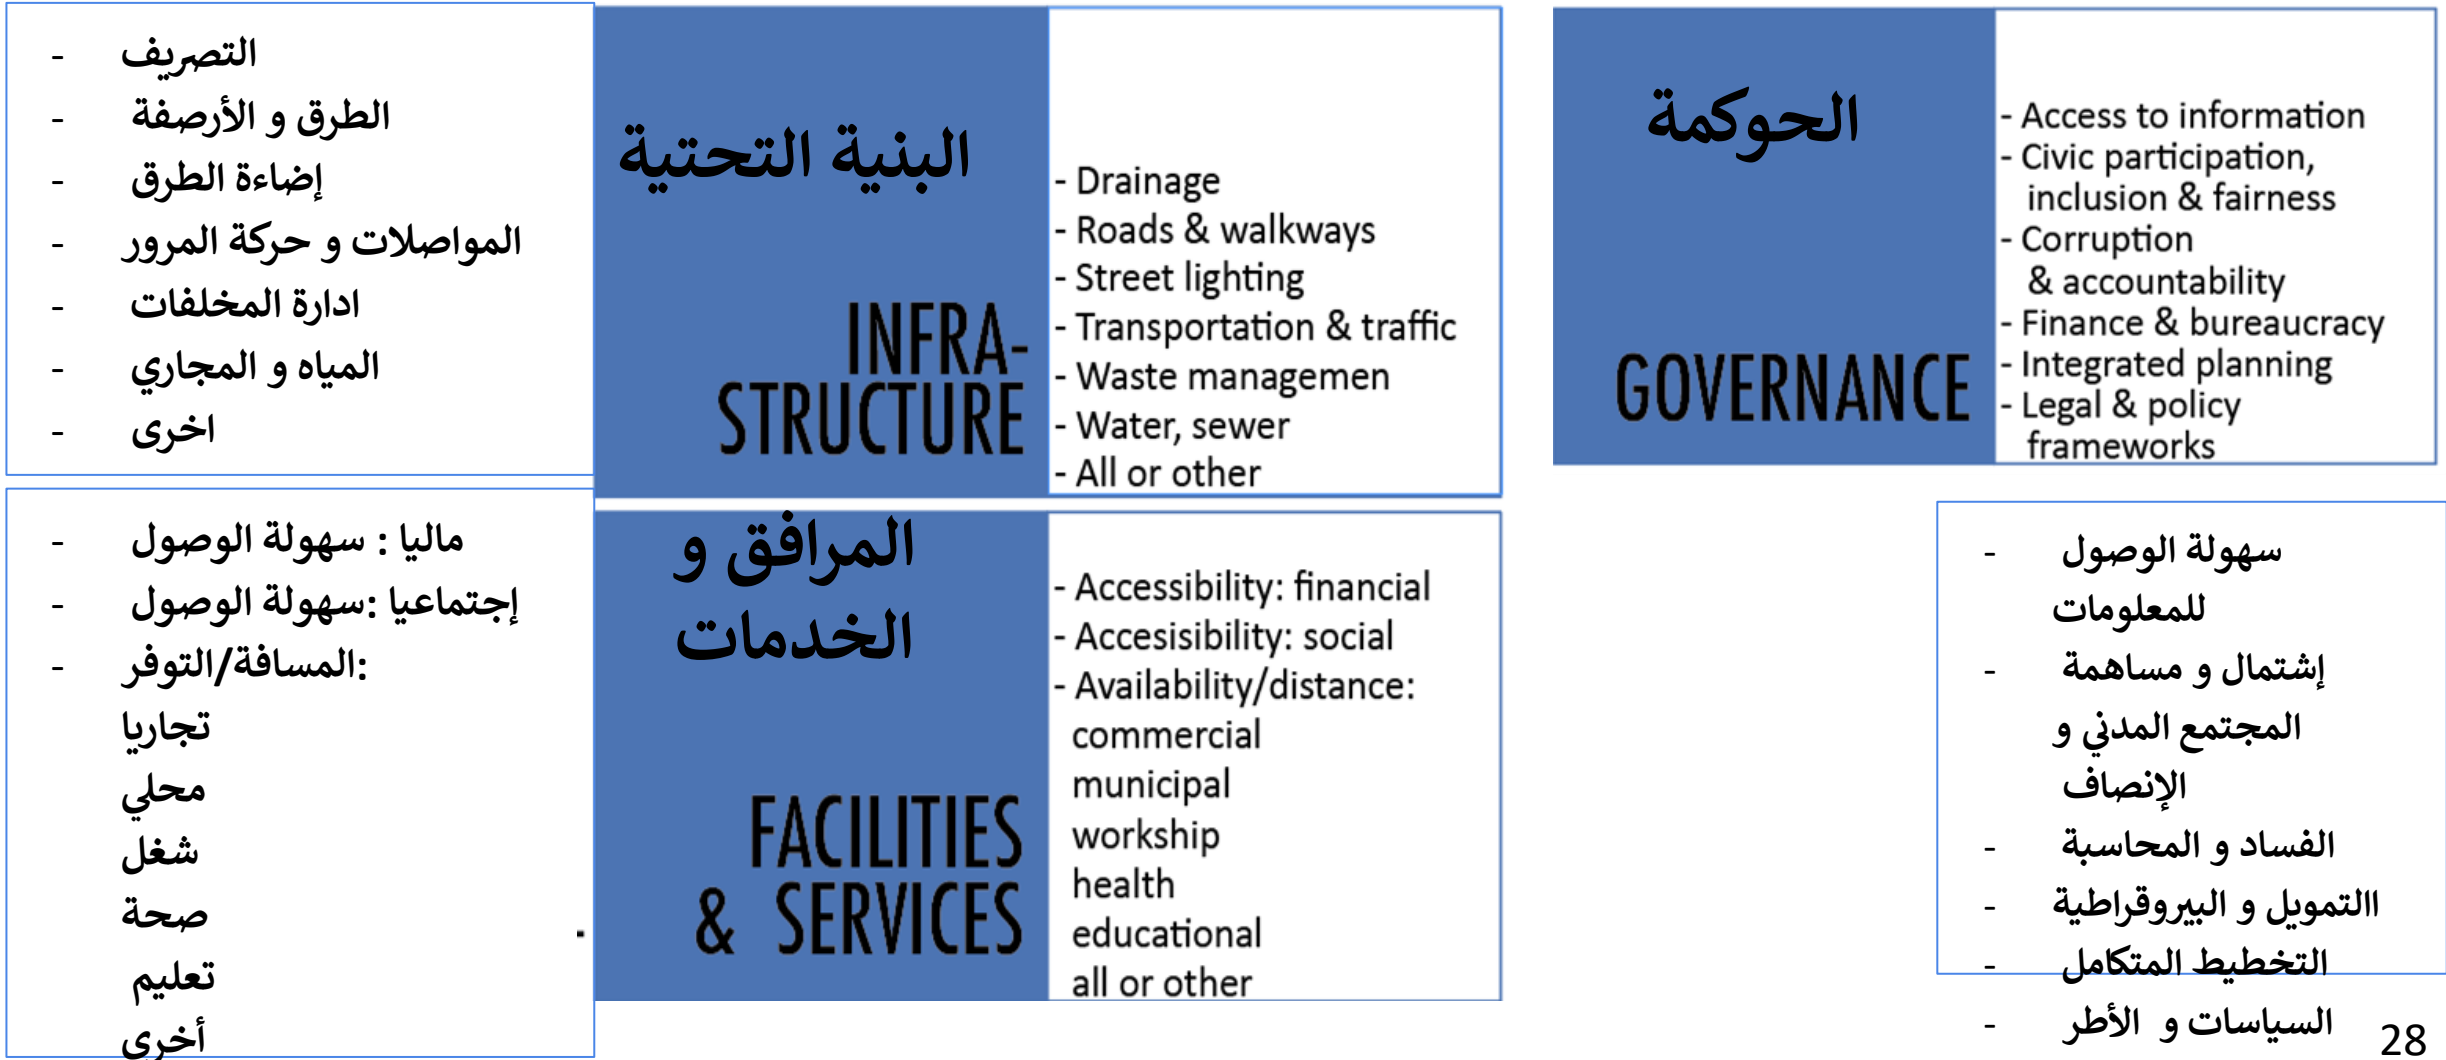 - التصريف
- الطرق و الأرصفة
- إضاءة الطرق
- المواصلات و حركة المرور
- ادارة المخلفات
- المياه و المجاري
- اخرى
البنية التحتية
INFRA-
STRUCTURE
- Drainage
- Roads & walkways
- Street lighting
- Transportation & traffic
- Waste managemen
- Water, sewer
- All or other
الحوكمة
GOVERNANCE
- Access to information
- Civic participation,
inclusion & fairness
- Corruption
& accountability
- Finance & bureaucracy
- Integrated planning
- Legal & policy
frameworks
- ماليا : سهولة الوصول
- إجتماعيا :سهولة الوصول
- المسافة/التوفر:
تجاريا
محلي
شغل
صحة
تعليم
أخرى
-
المرافق و
الخدمات
FACILITIES
& SERVICES
- Accessibility: financial
- Accesisibility: social
- Availability/distance:
commercial
municipal
workship
health
educational
all or other
- سهولة الوصول
للمعلومات
- إشتمال و مساهمة
المجتمع المدني و
الإنصاف
- الفساد و المحاسبة
- االتمويل و البيروقراطية
- التخطيط المتكامل
- السياسات و الأطر
28